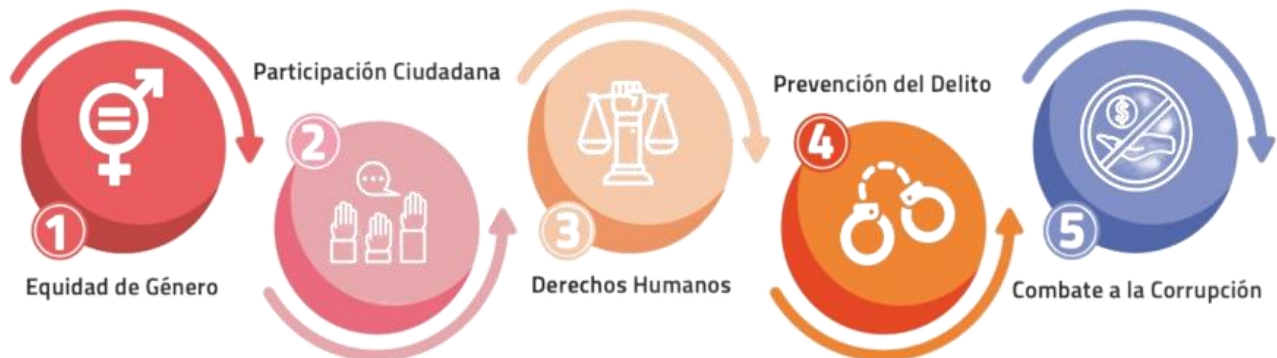 1
Equidad de Género
Participación Ciudadana
2
3
Derechos Humanos
Prevención del Delito
4
$
5
Combate a la Corrupción